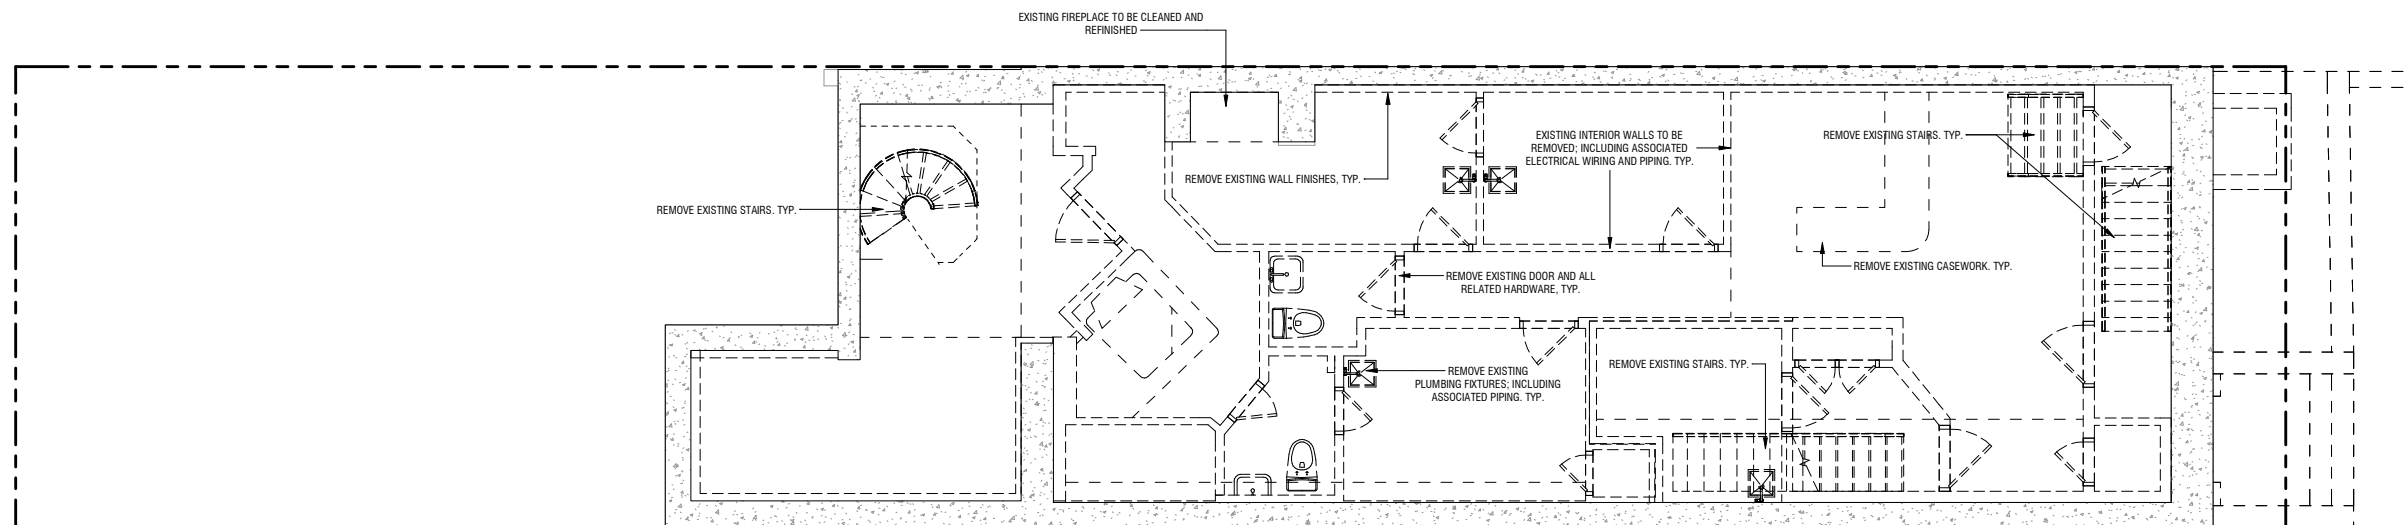 EXISTING FIREPLACE TO BE CLEANED AND
REFINISHED
EXISTING INTERIOR WALLS TO BE
REMOVED; INCLUDING ASSOCIATED
ELECTRICAL WIRING AND PIPING. TYP.
REMOVE EXISTING STAIRS. TYP.
REMOVE EXISTING WALL FINISHES, TYP.
REMOVE EXISTING STAIRS. TYP.
REMOVE EXISTING CASEWORK. TYP.
REMOVE EXISTING DOOR AND ALL
RELATED HARDWARE, TYP.
REMOVE EXISTING
PLUMBING FIXTURES; INCLUDING
ASSOCIATED PIPING. TYP.
REMOVE EXISTING STAIRS. TYP.